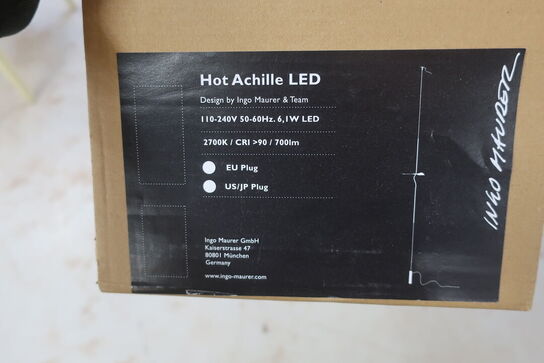 Hot Achille LED
Design by Ingo Maurer & Team
110-240V 50-60Hz. 6,1W LED
2700K / CRI >90 / 700lm
EU Plug
US/JP Plug
Ingo Maurer GmbH
Kaiserstrasse 47
80801 München
Germany
www.ingo-maurer.com
INGO MAURER